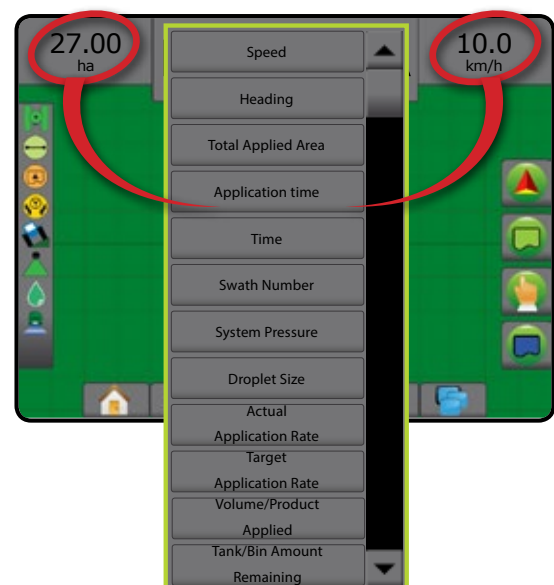 27.00
ha
10.0
km/h
Speed
Heading
Total Applied Area
Application time
Time
Swath Number
System Pressure
Droplet Size
Actual
Application Rate
Target
Application Rate
Volume/Product
Applied
Tank/Bin Amount
Remaining